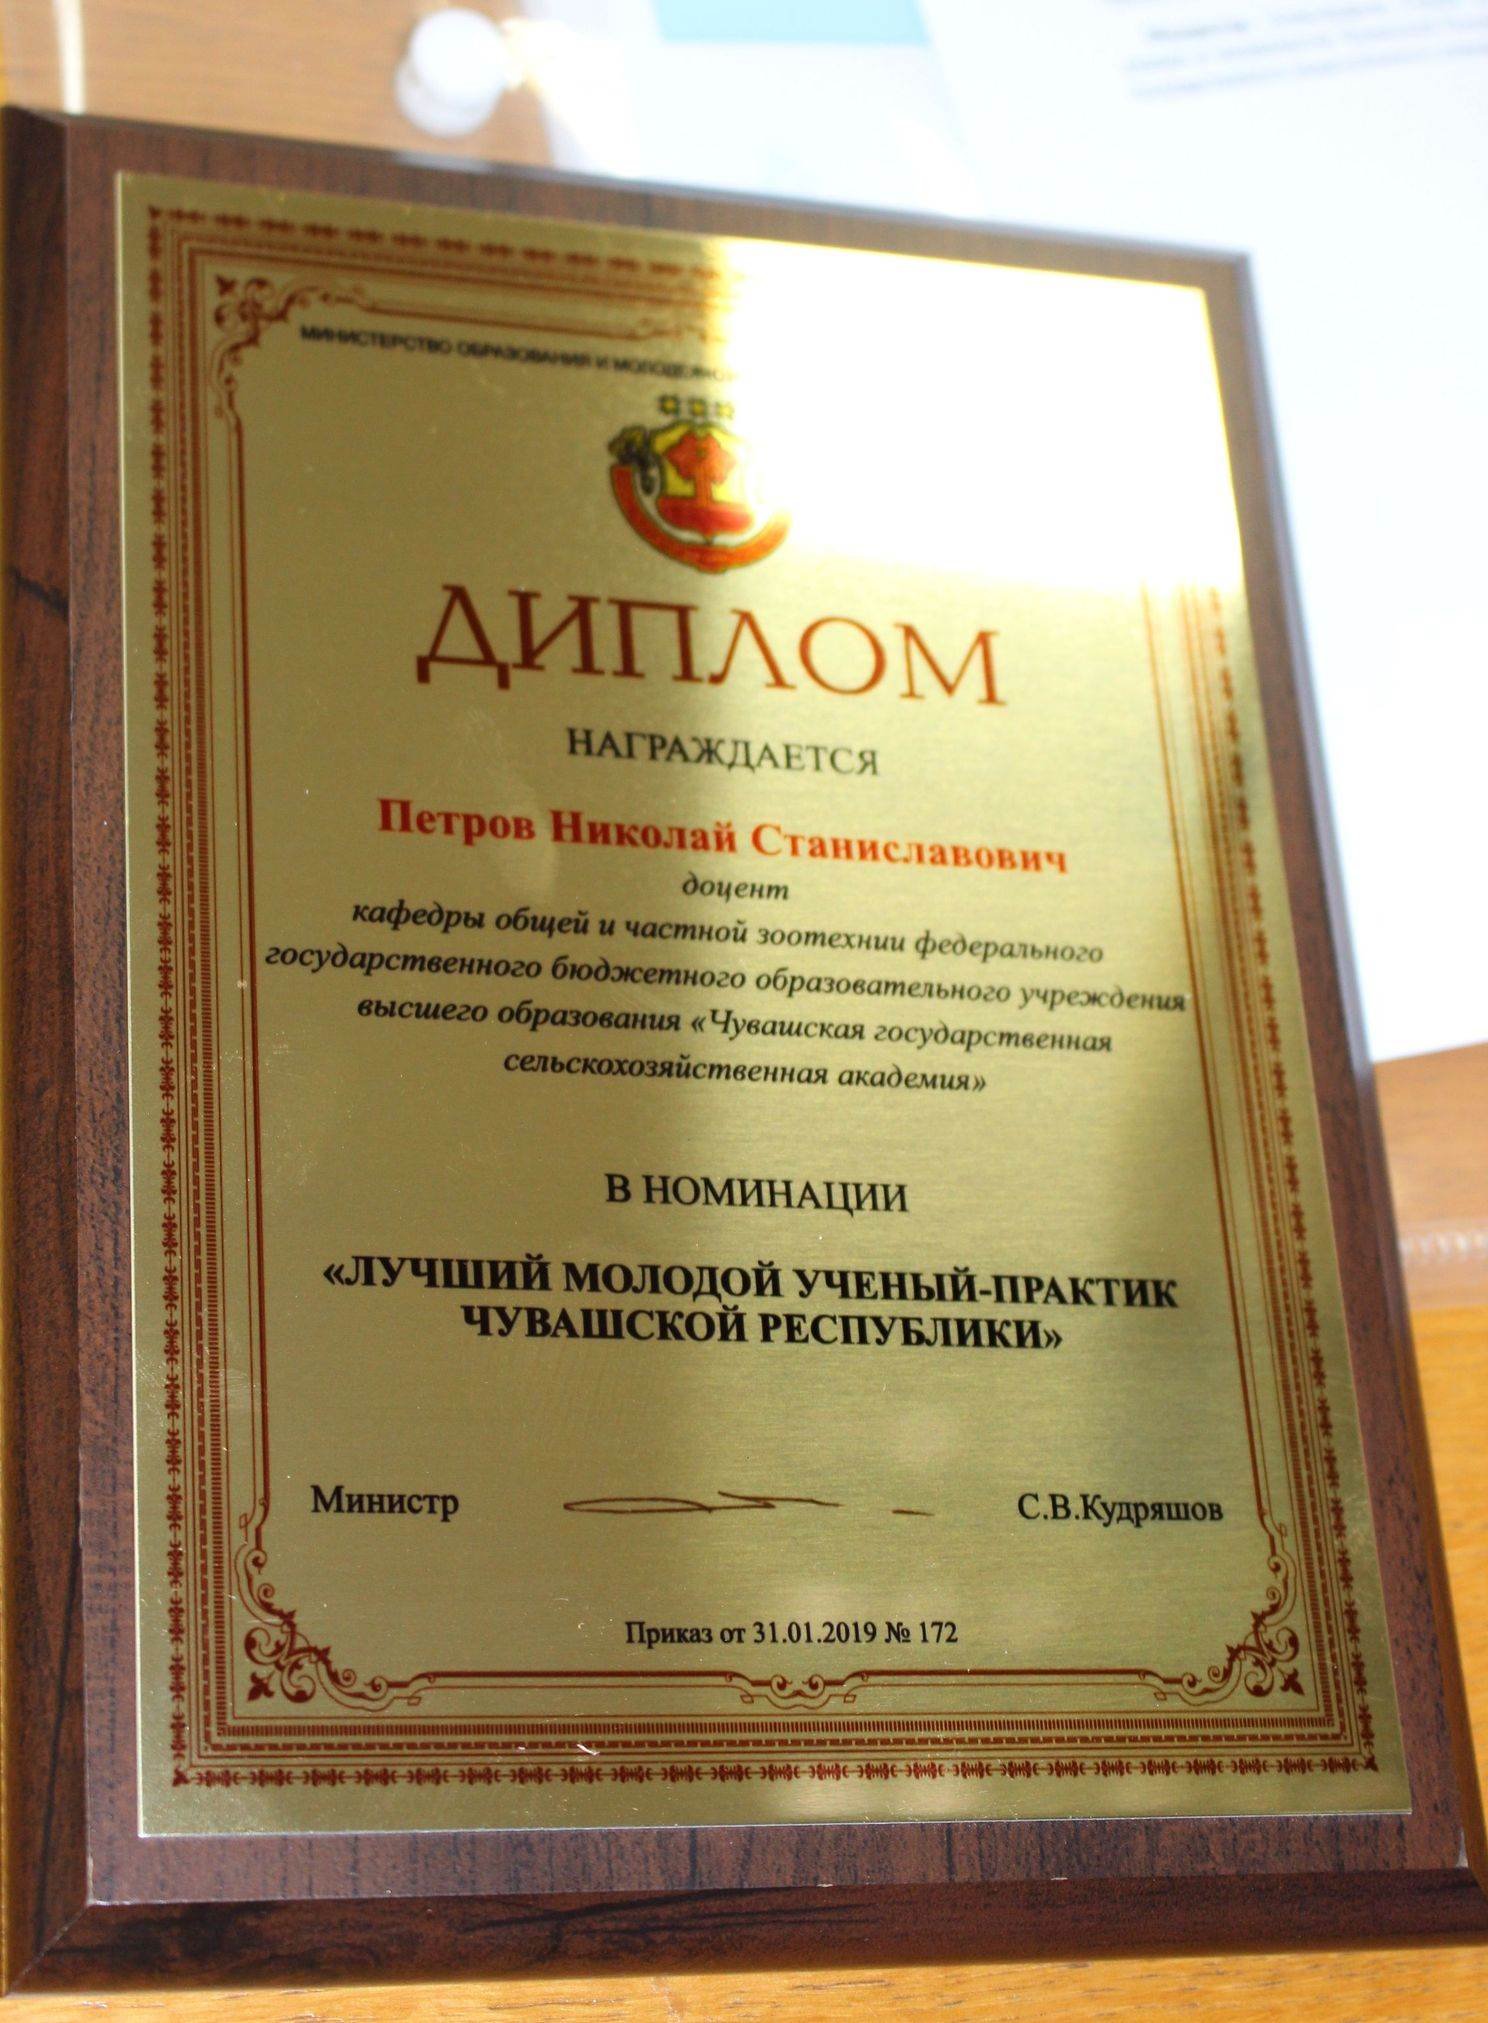 МИНИСТЕРСТВО ОБРАЗОВАНИЯ И
ДИПЛОМ
НАГРАЖДАЕТСЯ
Петров Николай Станиславович
доцент
кафедры общей и частной зоотехнии федерального
государственного бюджетного образовательного учреждения
высшего образования «Чувашская государственная
сельскохозяйственная академия»
В НОМИНАЦИИ
«ЛУЧШИЙ МОЛОДОЙ УЧЕНЫЙ-ПРАКТИК
ЧУВАШСКОЙ РЕСПУБЛИКИ»
Министр С.В.Кудряшов
Приказ от 31.01.2019 № 172